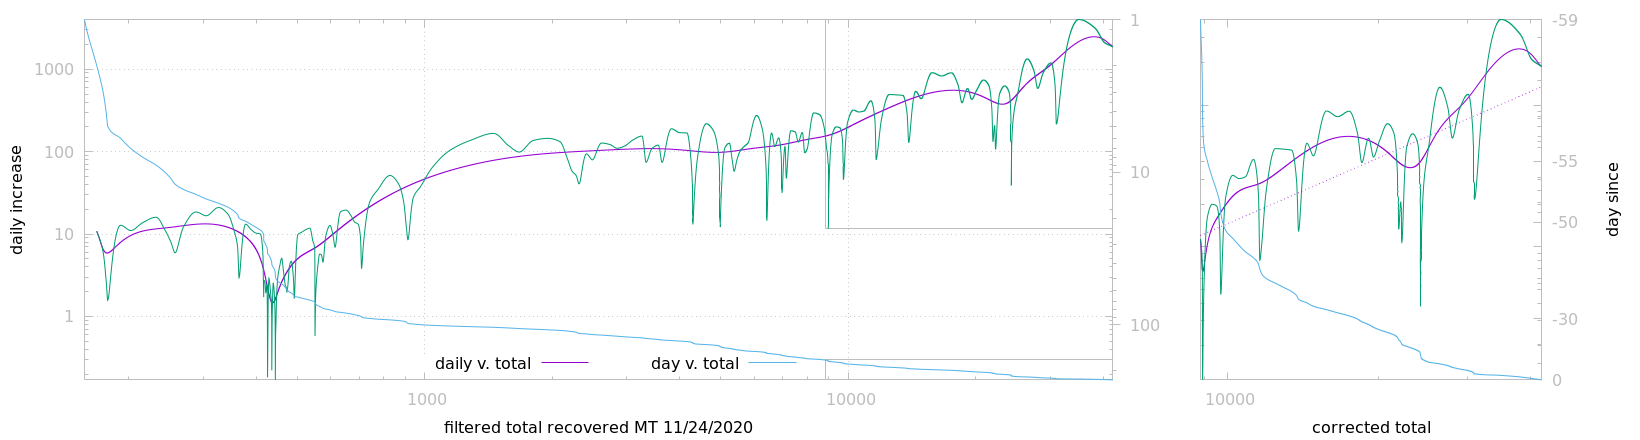 daily increase
1000
100
10
1
1000
10000
filtered total recovered MT 11/24/2020
daily v. total
day v. total
1
10
100
10000
corrected total
-59
-55
-50
-30
0
day since